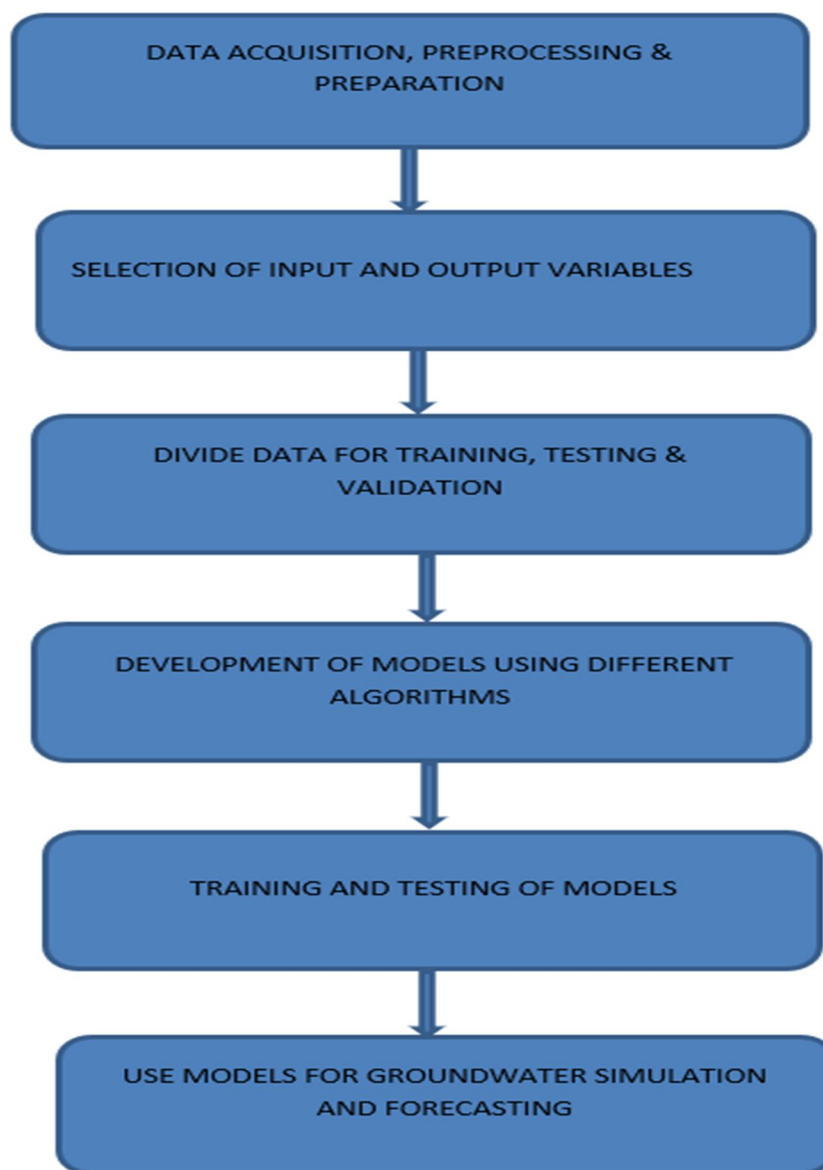 DATA ACQUISITION, PREPROCESSING &
PREPARATION
SELECTION OF INPUT AND OUTPUT VARIABLES
DIVIDE DATA FOR TRAINING, TESTING &
VALIDATION
DEVELOPMENT OF MODELS USING DIFFERENT
ALGORITHMS
TRAINING AND TESTING OF MODELS
USE MODELS FOR GROUNDWATER SIMULATION
AND FORECASTING